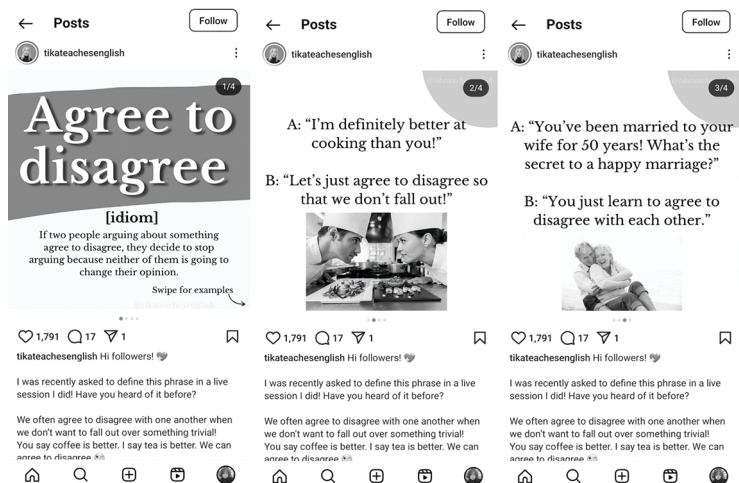 Posts
Follow
tikateachesenglish
1/4
Agree to
disagree
[idiom]
If two people arguing about something
agree to disagree, they decide to stop
arguing because neither of them is going to
change their opinion.
Swipe for examples
@tikateachesenglish
1,791
17
1
tikateachesenglish Hi followers!
I was recently asked to define this phrase in a live
session I did! Have you heard of it before?
We often agree to disagree with one another when
we don't want to fall out over something trivial!
You say coffee is better. I say tea is better. We can
agree to disagree
Posts
Follow
tikateachesenglish
2/4
A: “I’m definitely better at
cooking than you!”
B: “Let’s just agree to disagree so
that we don’t fall out!”
1,791
17
1
tikateachesenglish Hi followers!
I was recently asked to define this phrase in a live
session I did! Have you heard of it before?
We often agree to disagree with one another when
we don't want to fall out over something trivial!
You say coffee is better. I say tea is better. We can
agree to disagree
Posts
Follow
tikateachesenglish
3/4
A: “You’ve been married to your
wife for 50 years! What’s the
secret to a happy marriage?”
B: “You just learn to agree to
disagree with each other.”
1,791
17
1
tikateachesenglish Hi followers!
I was recently asked to define this phrase in a live
session I did! Have you heard of it before?
We often agree to disagree with one another when
we don't want to fall out over something trivial!
You say coffee is better. I say tea is better. We can
agree to disagree